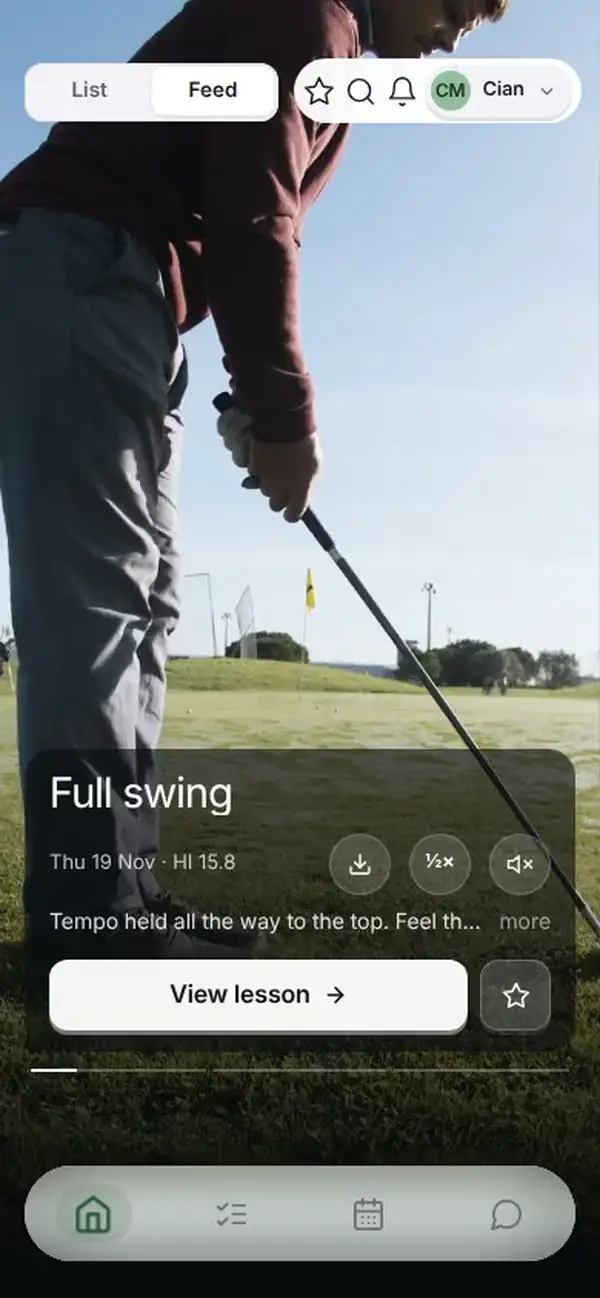 List
Feed
CM
Cian
Full swing
Thu 19 Nov · HI 15.8
½×
Tempo held all the way to the top. Feel th... more
View lesson →